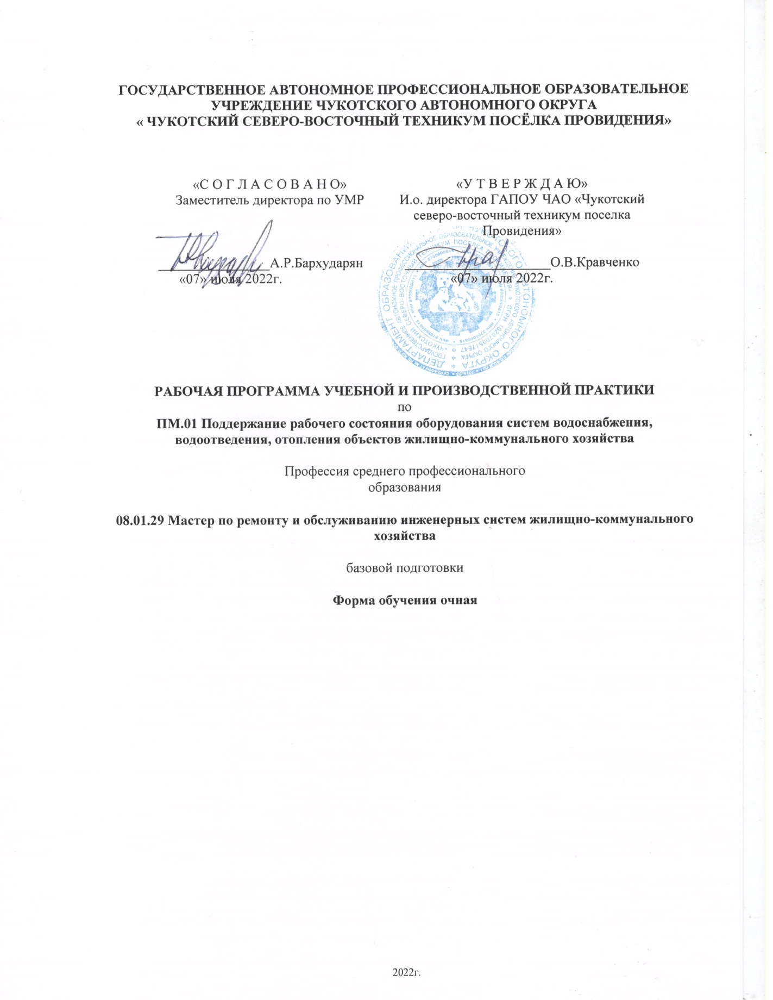 ГОСУДАРСТВЕННОЕ АВТОНОМНОЕ ПРОФЕССИОНАЛЬНОЕ ОБРАЗОВАТЕЛЬНОЕ
УЧРЕЖДЕНИЕ ЧУКОТСКОГО АВТОНОМНОГО ОКРУГА
« ЧУКОТСКИЙ СЕВЕРО-ВОСТОЧНЫЙ ТЕХНИКУМ ПОСЁЛКА ПРОВИДЕНИЯ»
«С О Г Л А С О В А Н О»
Заместитель директора по УМР
А.Р.Бархударян
«07» июля 2022г.
«У Т В Е Р Ж Д А Ю»
И.о. директора ГАПОУ ЧАО «Чукотский
северо-восточный техникум поселка
Провидения»
О.В.Кравченко
«07» июля 2022г.
РАБОЧАЯ ПРОГРАММА УЧЕБНОЙ И ПРОИЗВОДСТВЕННОЙ ПРАКТИКИ
по
ПМ.01 Поддержание рабочего состояния оборудования систем водоснабжения,
водоотведения, отопления объектов жилищно-коммунального хозяйства
Профессия среднего профессионального
образования
08.01.29 Мастер по ремонту и обслуживанию инженерных систем жилищно-коммунального
хозяйства
базовой подготовки
Форма обучения очная
2022г.